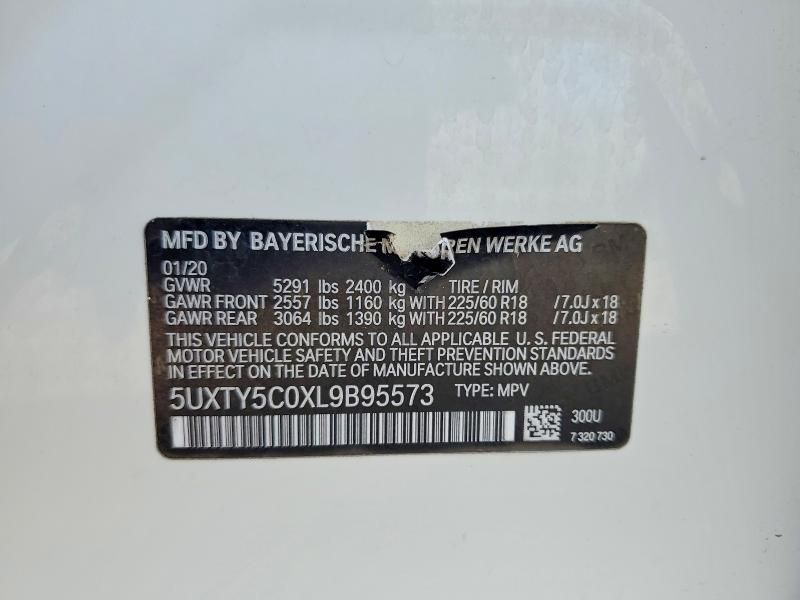 MFD BY BAYERISCHE MOTOREN WERKE AG
01/20
GVWR 5291 lbs 2400 kg TIRE / RIM
GAWR FRONT 2557 lbs 1160 kg WITH 225/60 R18 / 7.0J x 18
GAWR REAR 3064 lbs 1390 kg WITH 225/60 R18 / 7.0J x 18
THIS VEHICLE CONFORMS TO ALL APPLICABLE U. S. FEDERAL
MOTOR VEHICLE SAFETY AND THEFT PREVENTION STANDARDS
IN EFFECT ON THE DATE OF MANUFACTURE SHOWN ABOVE.
5UXTY5C0XL9B95573 TYPE: MPV
300U
7 320 730